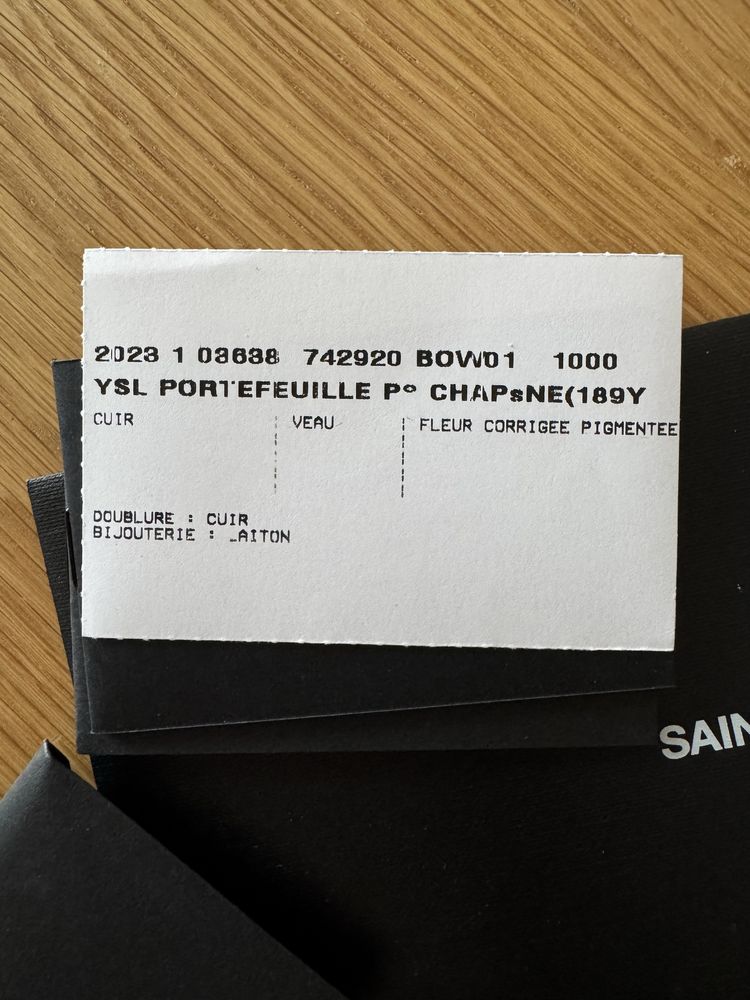 2023 1 03638 742920 BOW01 1000
YSL PORTEFEUILLE P° CHAPsNE(189Y
CUIR VEAU FLEUR CORRIGEE PIGMENTEE
DOUBLURE : CUIR
BIJOUTERIE : LAITON
SAIN